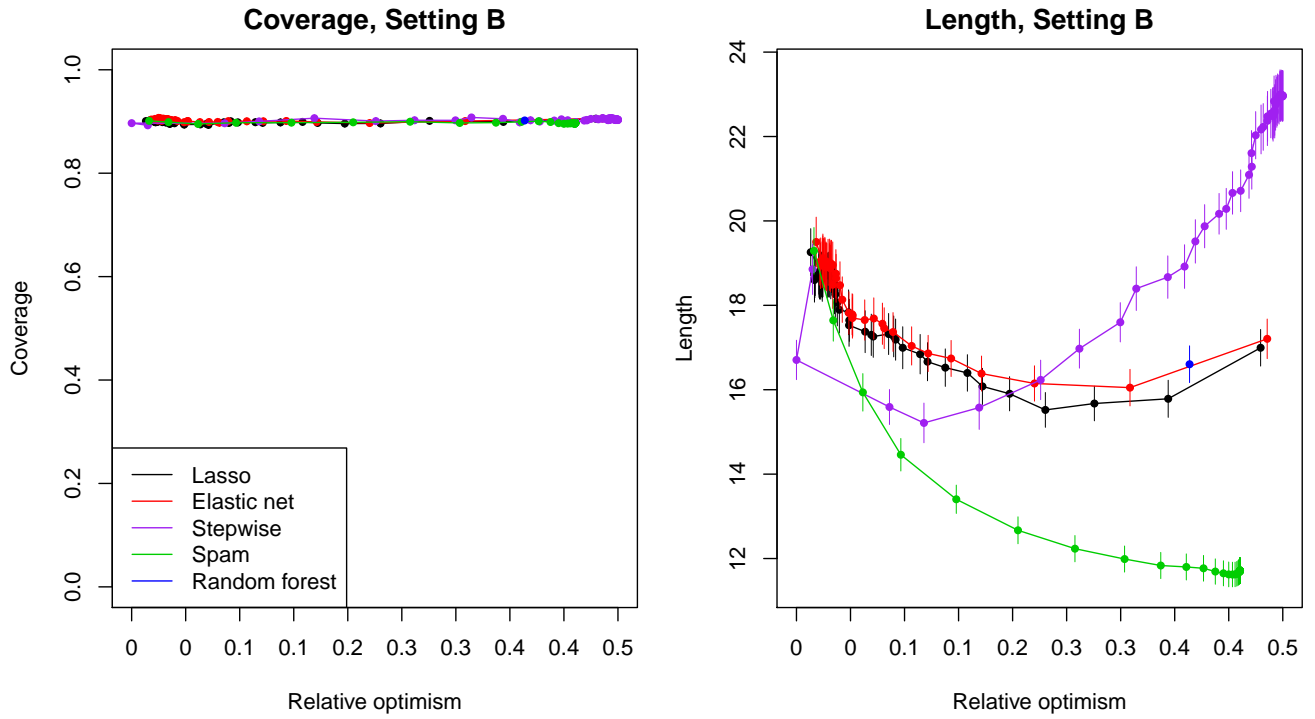 Coverage, Setting B
Coverage
1.0
0.8
0.6
0.4
0.2
0.0
Lasso
Elastic net
Stepwise
Spam
Random forest
0 0 0.1 0.1 0.2 0.3 0.3 0.4 0.4 0.5
Relative optimism
Length, Setting B
Length
24
22
20
18
16
14
12
0 0 0.1 0.1 0.2 0.3 0.3 0.4 0.4 0.5
Relative optimism